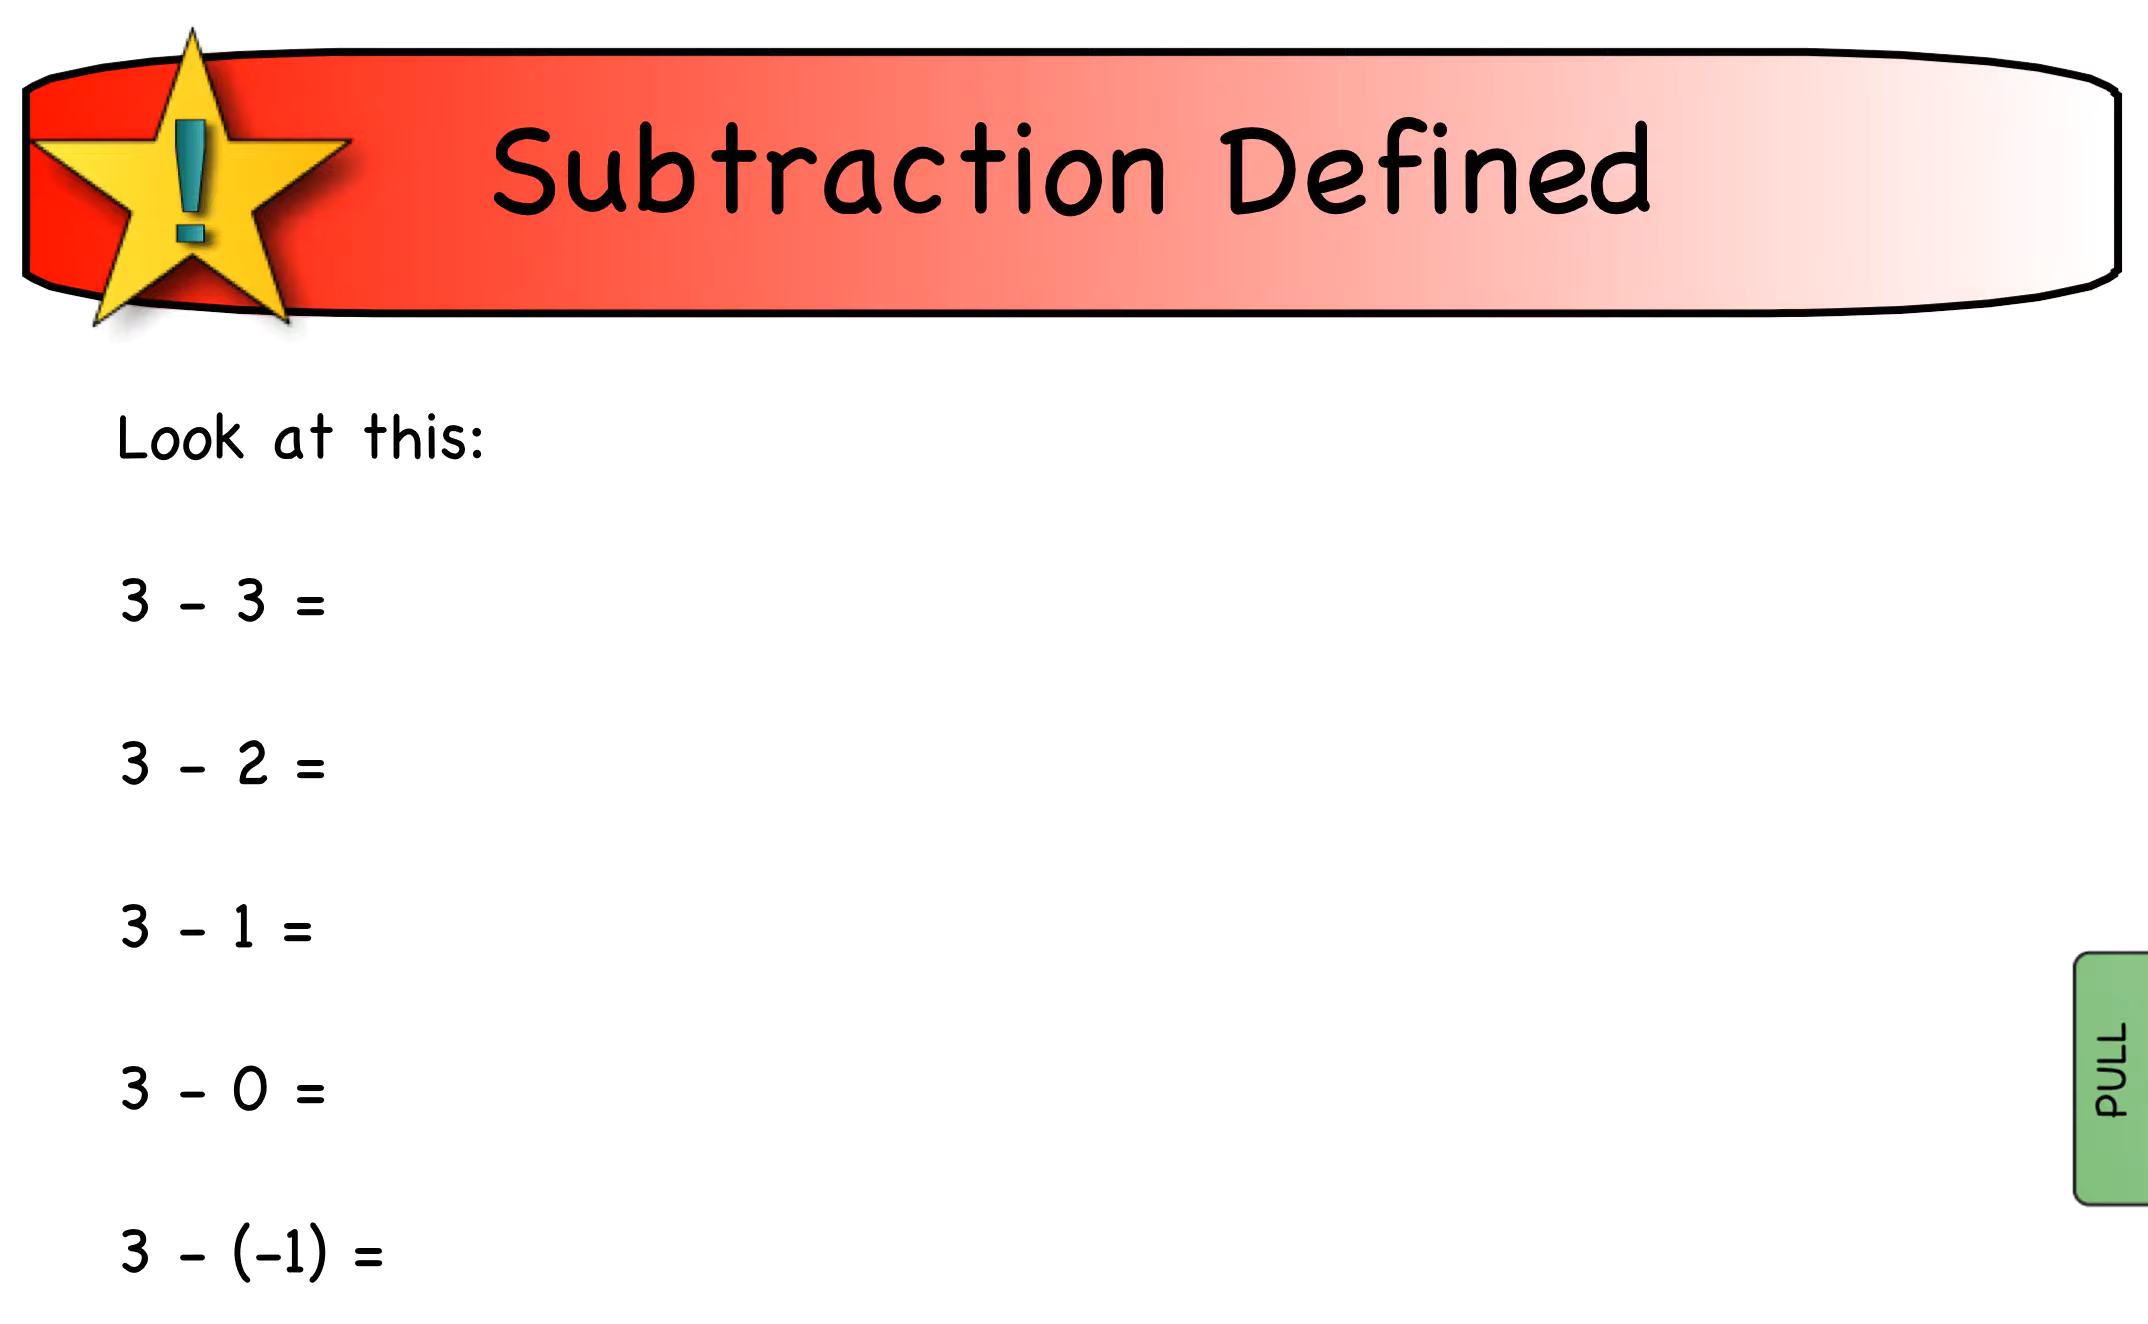 !
Subtraction Defined
Look at this:
3 - 3 =
3 - 2 =
3 - 1 =
3 - 0 =
3 - (-1) =
PULL